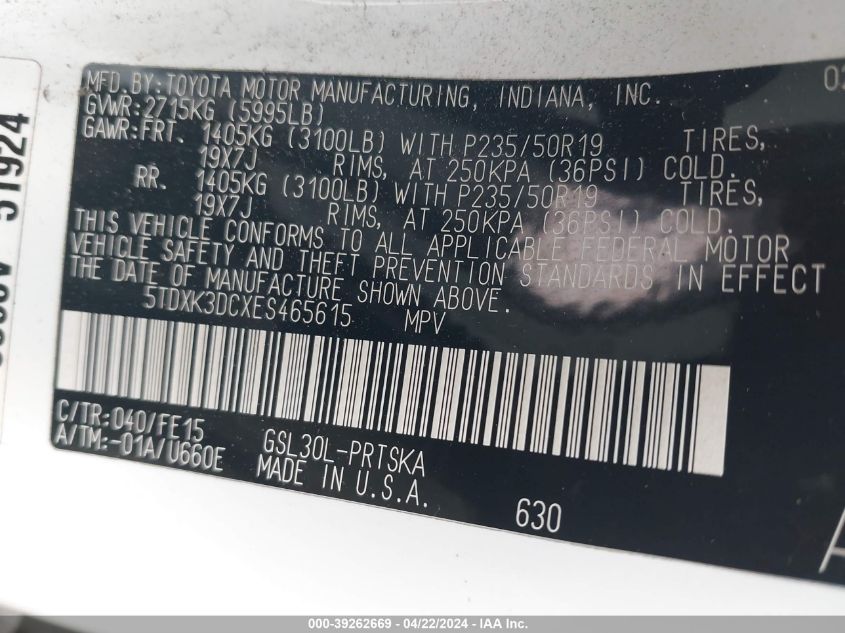 MFD.BY:TOYOTA MOTOR MANUFACTURING, INDIANA, INC.
GVWR:2715KG (5995LB)
GAWR:FRT. 1405KG (3100LB) WITH P235/50R19 TIRES,
19X7J RIMS, AT 250KPA (36PSI) COLD.
RR. 1405KG (3100LB) WITH P235/50R19 TIRES,
19X7J RIMS, AT 250KPA (36PSI) COLD.
THIS VEHICLE CONFORMS TO ALL APPLICABLE FEDERAL MOTOR
VEHICLE SAFETY AND THEFT PREVENTION STANDARDS IN EFFECT
THE DATE OF MANUFACTURE SHOWN ABOVE.
5TDXK3DCXES465615 MPV
C/TR:040/FE15
A/TM:-01A/U660E
GSL30L-PRTSKA
MADE IN U.S.A.
630
51924
000-39262669 | 04/22/2024 | IAA Inc.